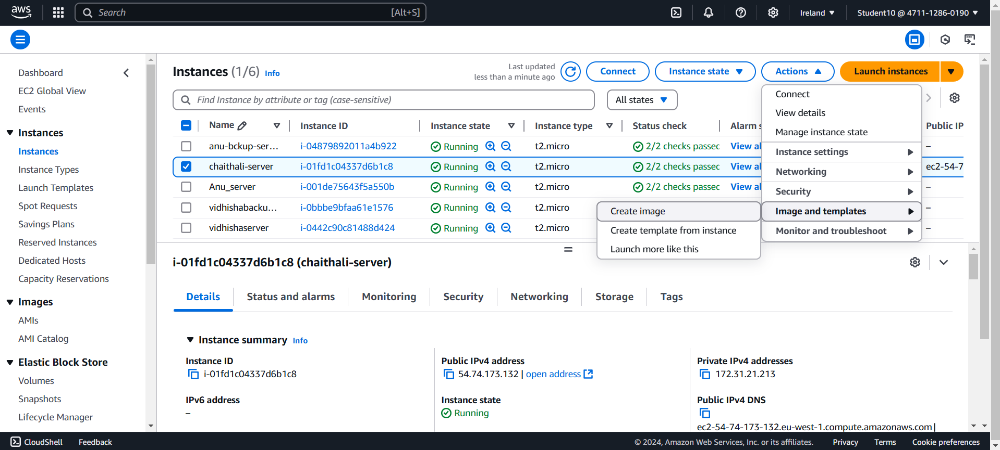 aws
Search [Alt+S]
Ireland ▼
Student10 @ 4711-1286-0190 ▼
Dashboard
EC2 Global View
Events
Instances
Instances
Instance Types
Launch Templates
Spot Requests
Savings Plans
Reserved Instances
Dedicated Hosts
Capacity Reservations
Images
AMIs
AMI Catalog
Elastic Block Store
Volumes
Snapshots
Lifecycle Manager
Instances (1/6) Info
Last updated
less than a minute ago
Connect
Instance state
Actions
Launch instances
Find Instance by attribute or tag (case-sensitive)
All states
Name Instance ID Instance state Instance type Status check Alarm s Public IP
anu-bckup-ser... i-04879892011a4b922 Running t2.micro 2/2 checks passec View al –
chaithali-server i-01fd1c04337d6b1c8 Running t2.micro 2/2 checks passec View al ec2-54-7
Anu_server i-001de75643f5a550b Running t2.micro 2/2 checks passec View al –
vidhishabacku... i-0bbbe9bfaa61e1576 Running t2.micro –
vidhishaserver i-0442c90c81488d424 Running t2.micro –
Connect
View details
Manage instance state
Instance settings
Networking
Security
Image and templates
Monitor and troubleshoot
Create image
Create template from instance
Launch more like this
i-01fd1c04337d6b1c8 (chaithali-server)
Details
Status and alarms
Monitoring
Security
Networking
Storage
Tags
Instance summary Info
Instance ID
i-01fd1c04337d6b1c8
Public IPv4 address
54.74.173.132 | open address
Private IPv4 addresses
172.31.21.213
IPv6 address
–
Instance state
Running
Public IPv4 DNS
ec2-54-74-173-132.eu-west-1.compute.amazonaws.com |
CloudShell
Feedback
© 2024, Amazon Web Services, Inc. or its affiliates.
Privacy
Terms
Cookie preferences